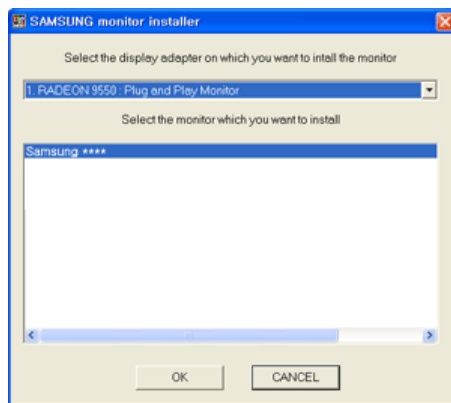 SAMSUNG monitor installer
Select the display adapter on which you want to intall the monitor
1. RADEON 9550 : Plug and Play Monitor
Select the monitor which you want to install
Samsung ****
OK
CANCEL